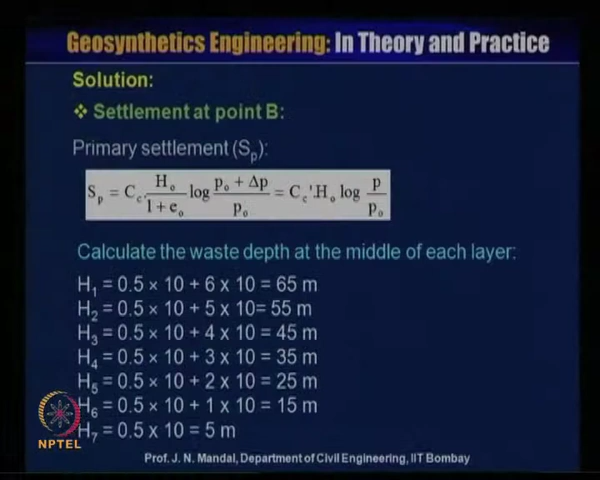 Geosynthetics Engineering: In Theory and Practice
Solution:
❖ Settlement at point B:
Primary settlement (Sₚ):
Sₚ = C꜀ H₀ / (1 + e₀) log (p₀ + Δp) / p₀ = C꜀'.H₀ log p / p₀
Calculate the waste depth at the middle of each layer:
H₁ = 0.5 × 10 + 6 x 10 = 65 m
H₂ = 0.5 × 10 + 5 x 10= 55 m
H₃ = 0.5 × 10 + 4 x 10 = 45 m
H₄ = 0.5 × 10 + 3 x 10 = 35 m
H₅ = 0.5 × 10 + 2 x 10 = 25 m
H₆ = 0.5 × 10 + 1 x 10 = 15 m
H₇ = 0.5 x 10 = 5 m
NPTEL
Prof. J. N. Mandal, Department of Civil Engineering, IIT Bombay